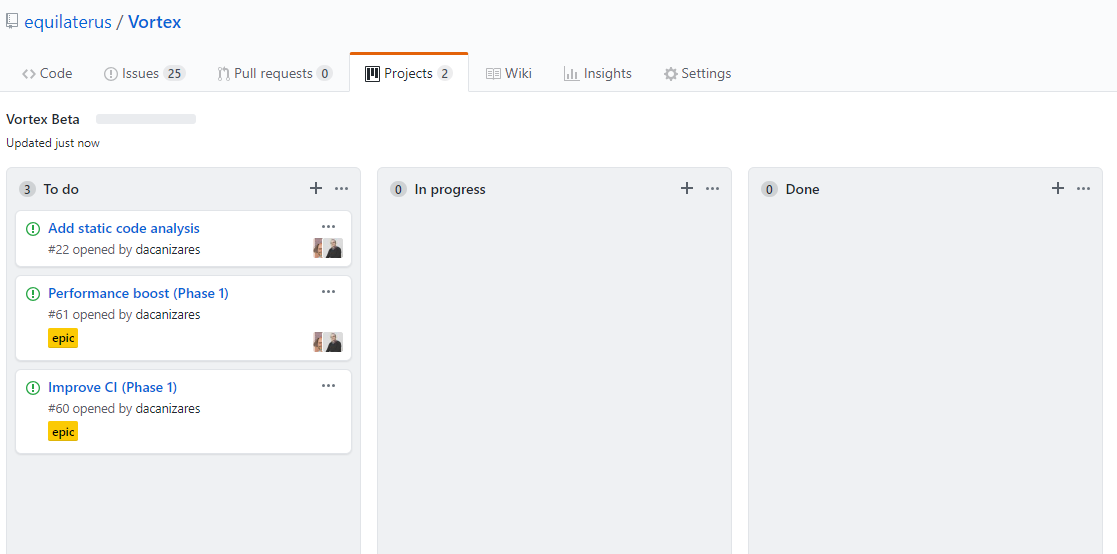 equilaterus / Vortex
Code Issues 25 Pull requests 0 Projects 2 Wiki Insights Settings
Vortex Beta
Updated just now
3 To do
Add static code analysis
#22 opened by dacanizares
Performance boost (Phase 1)
#61 opened by dacanizares
epic
Improve CI (Phase 1)
#60 opened by dacanizares
epic
0 In progress
0 Done